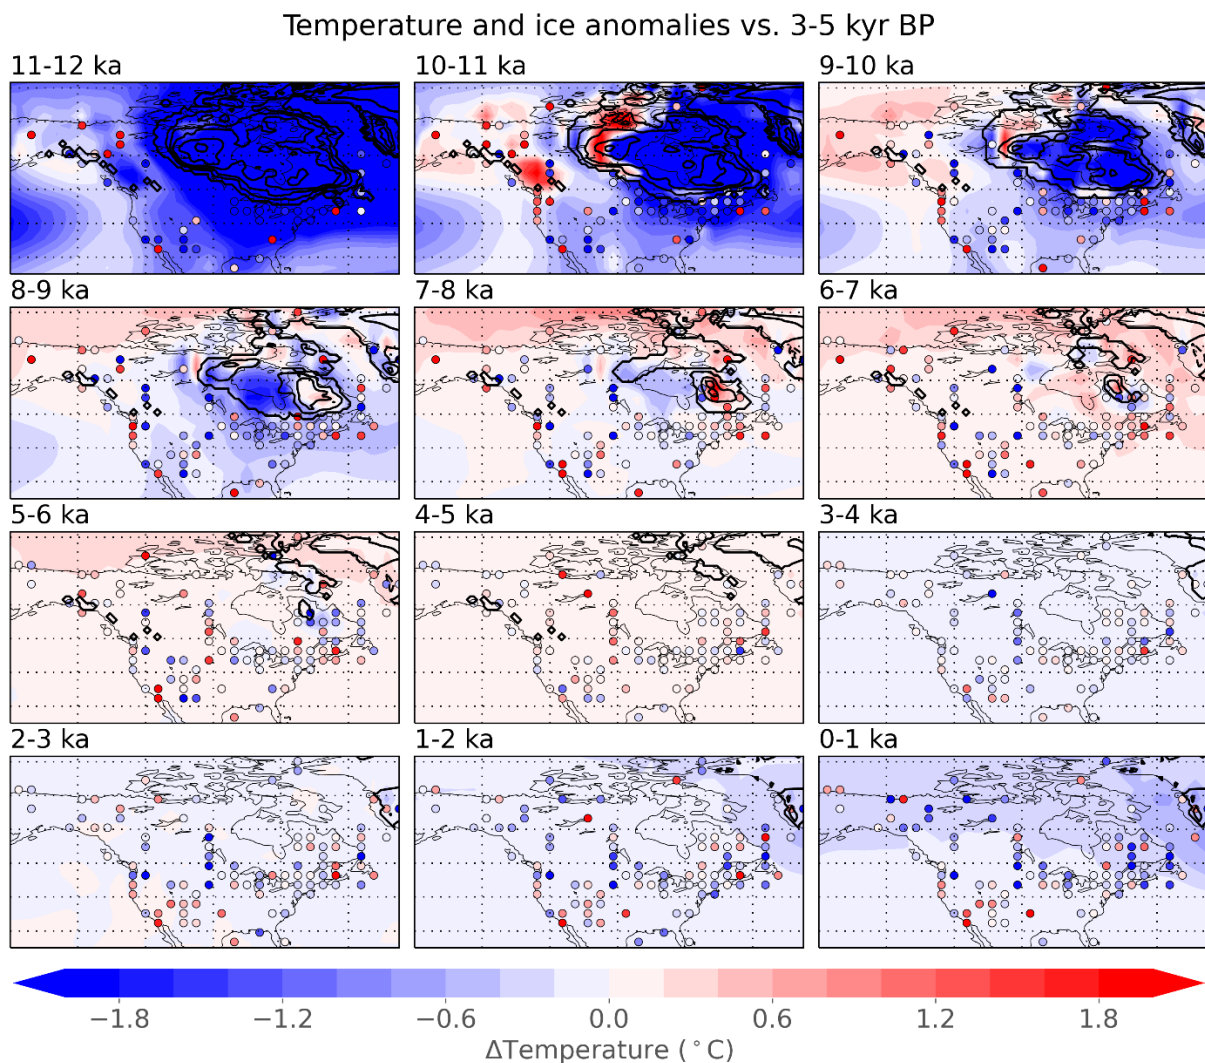 Temperature and ice anomalies vs. 3-5 kyr BP
11-12 ka
10-11 ka
9-10 ka
8-9 ka
7-8 ka
6-7 ka
5-6 ka
4-5 ka
3-4 ka
2-3 ka
1-2 ka
0-1 ka
−1.8 −1.2 −0.6 0.0 0.6 1.2 1.8
ΔTemperature (°C)